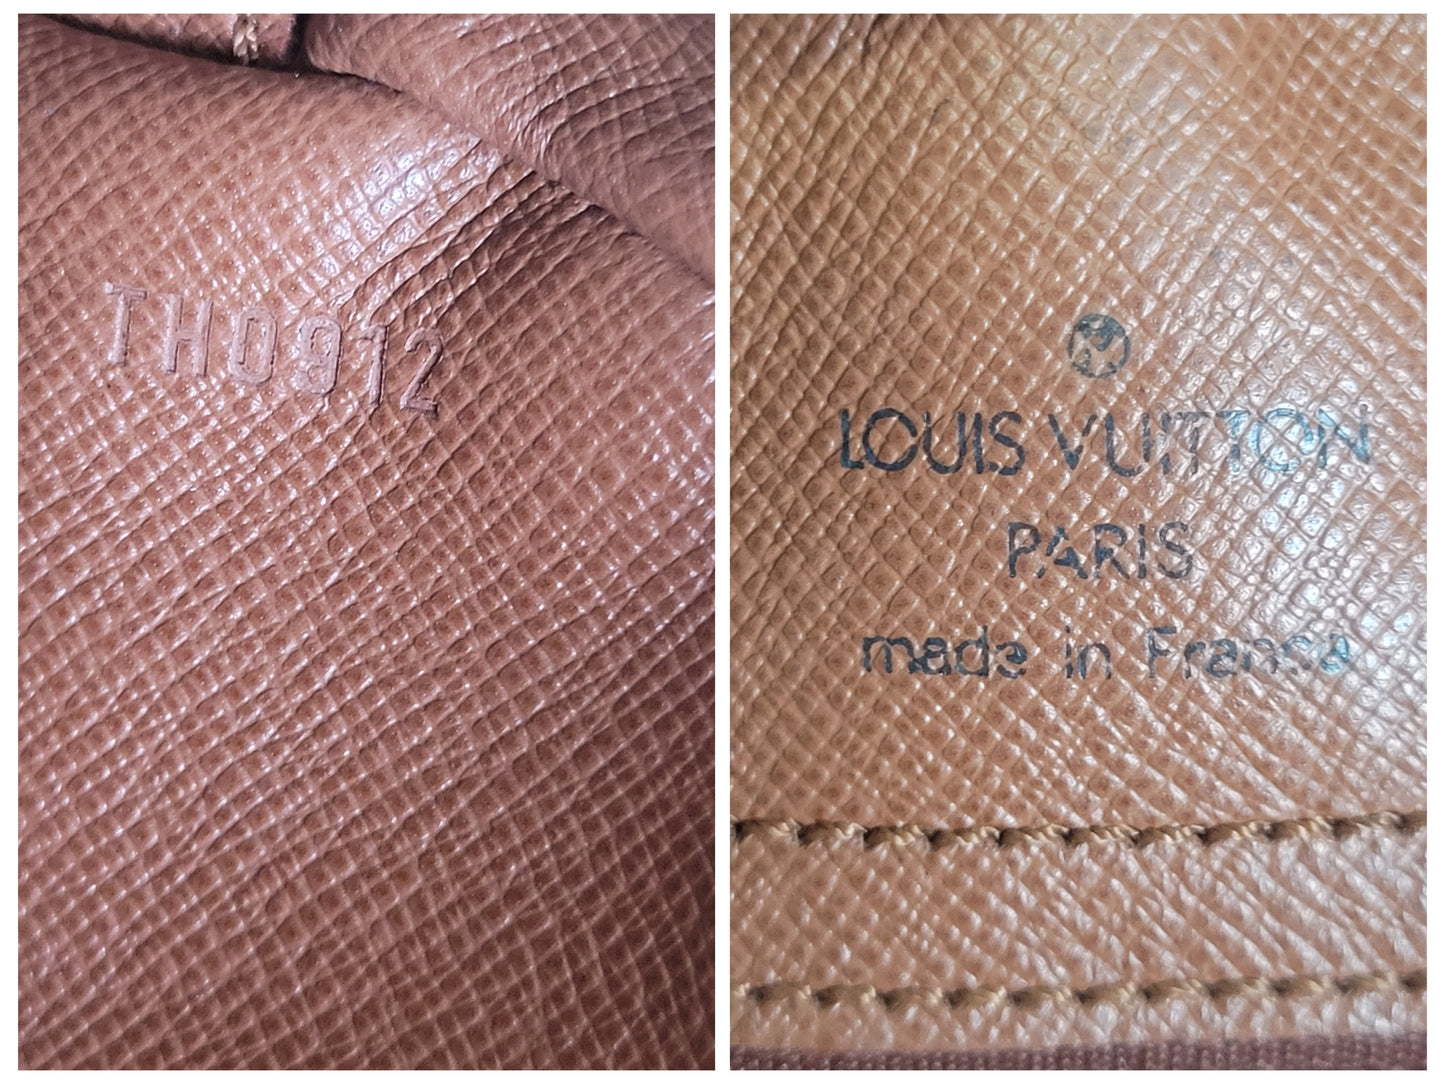 TH0912
LOUIS VUITTON
PARIS
made in France